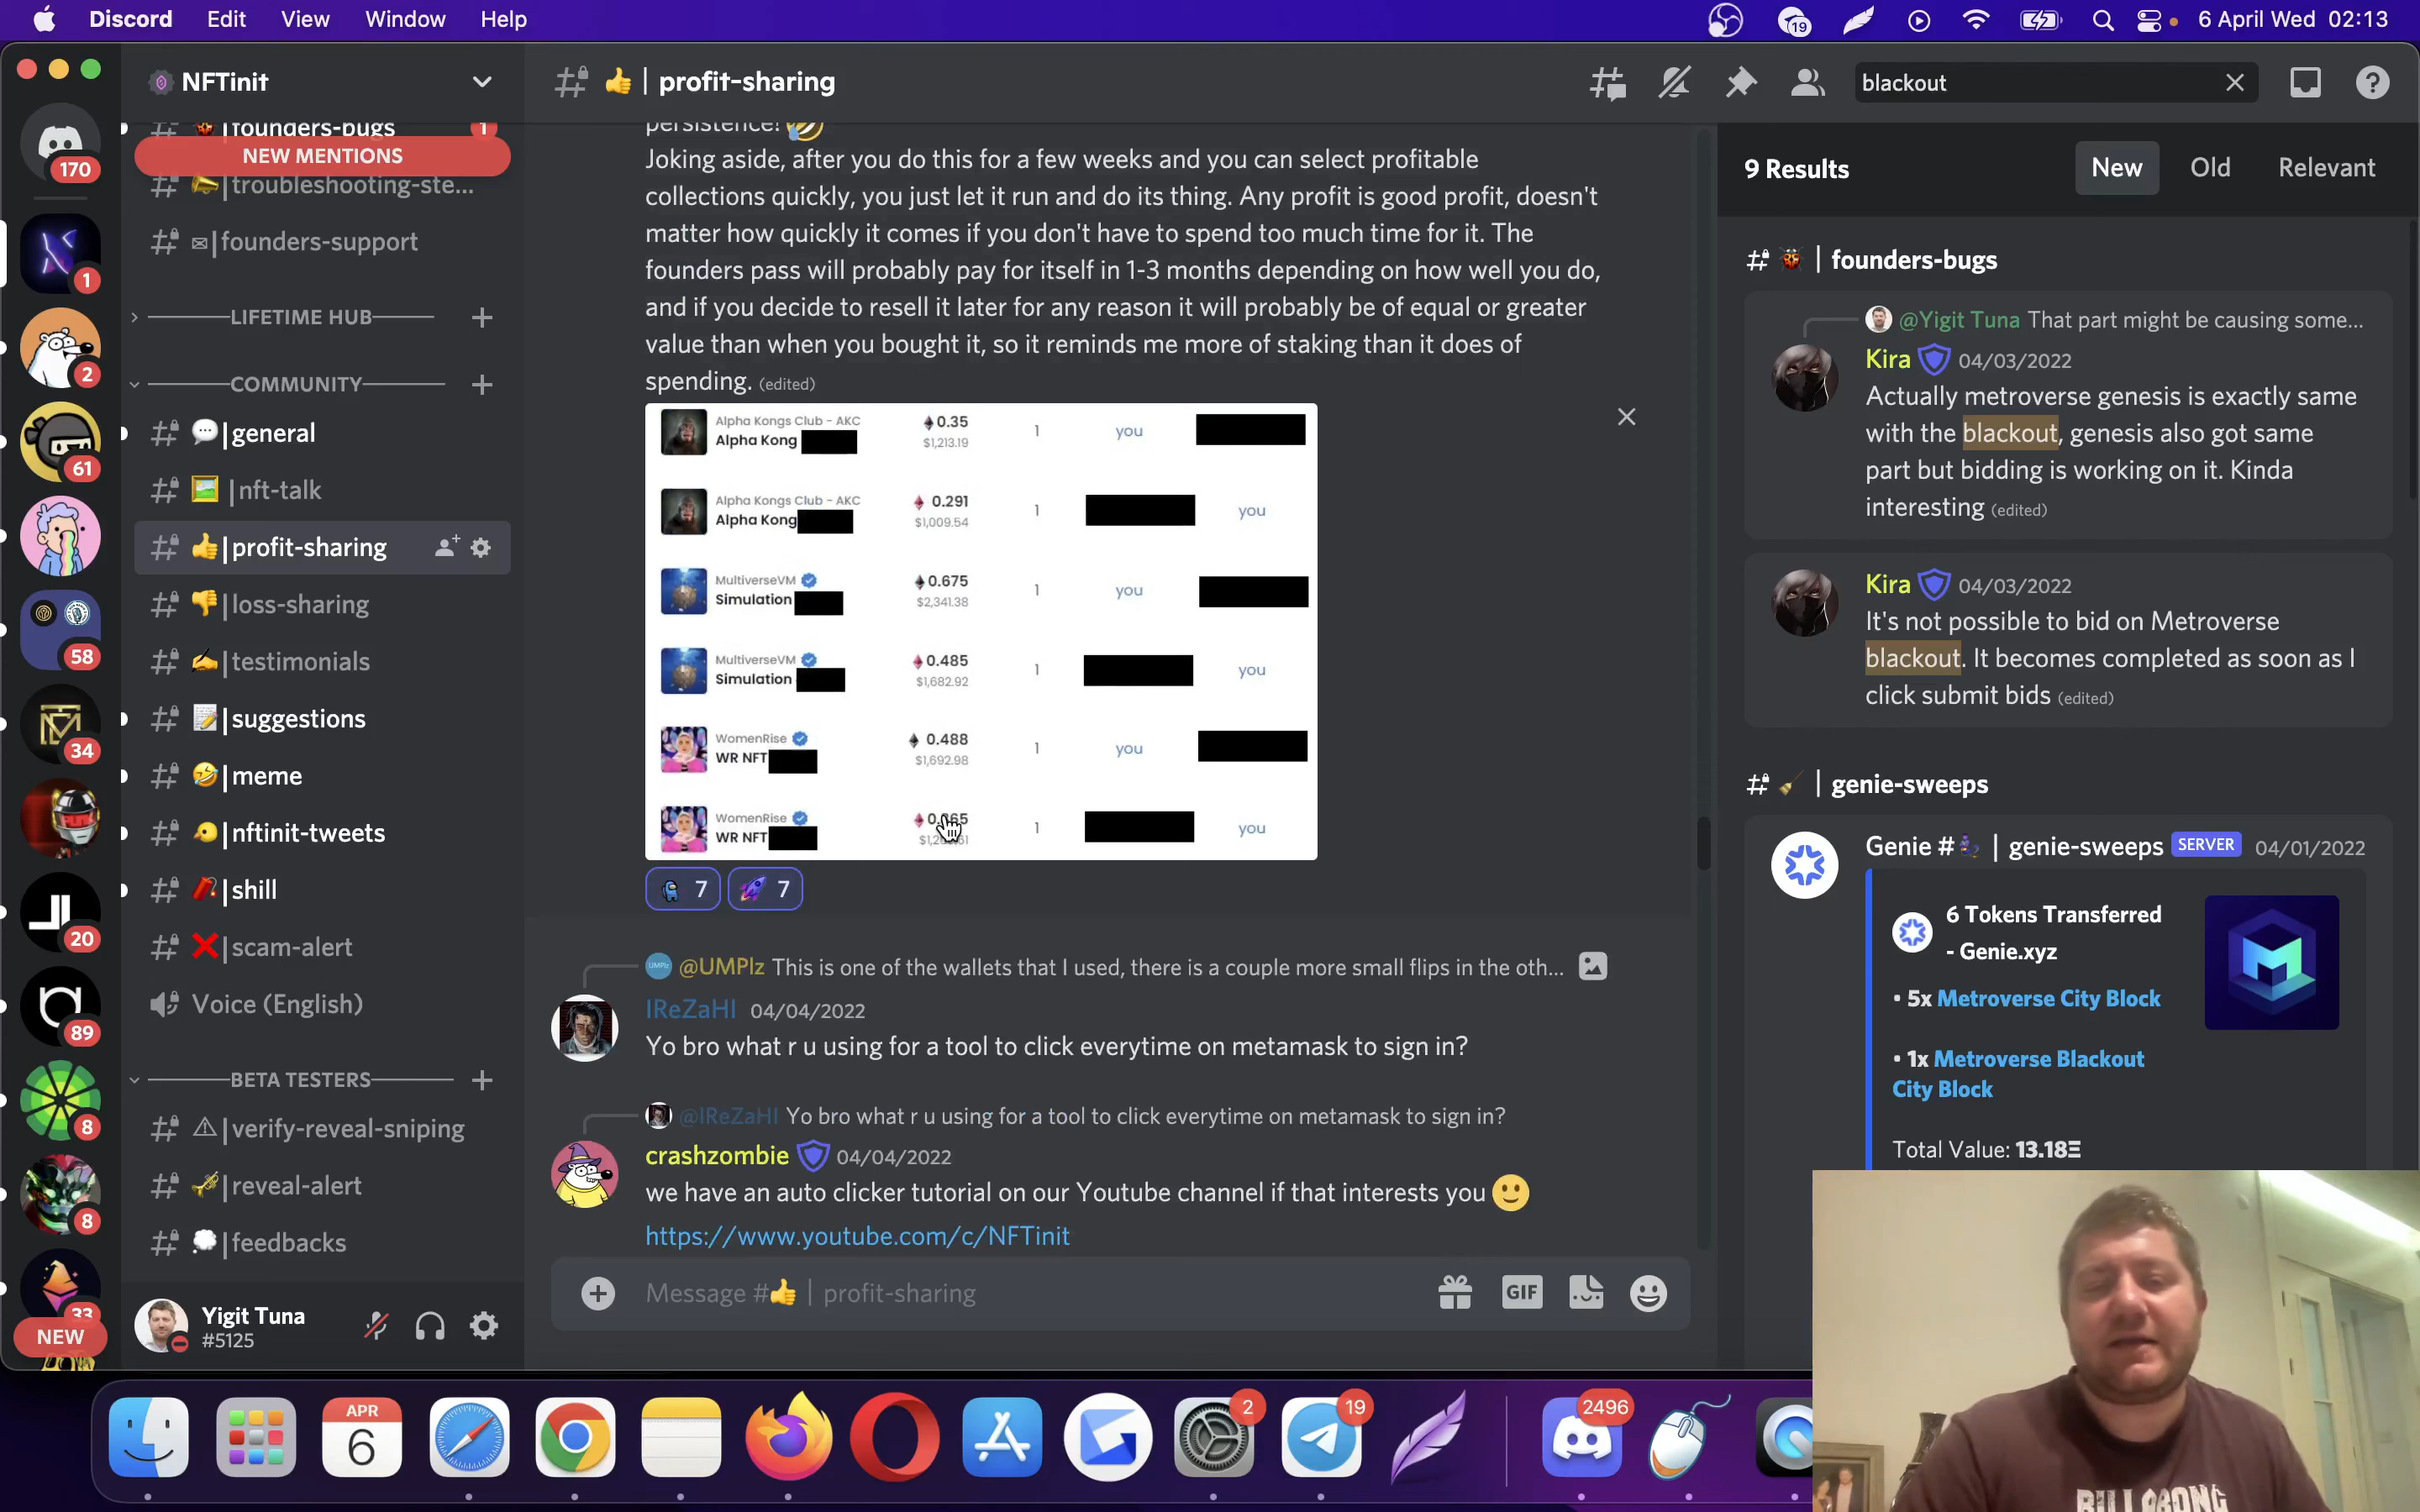 Discord Edit View Window Help
19
6 April Wed 02:13
170
1
2
61
58
34
20
89
8
8
33
NEW
NFTinit
founders-bugs 1
NEW MENTIONS
troubleshooting-ste...
founders-support
LIFETIME HUB
COMMUNITY
general
nft-talk
profit-sharing
loss-sharing
testimonials
suggestions
meme
nftinit-tweets
shill
scam-alert
Voice (English)
BETA TESTERS
verify-reveal-sniping
reveal-alert
feedbacks
Yigit Tuna
#5125
profit-sharing
blackout
persistence!
Joking aside, after you do this for a few weeks and you can select profitable
collections quickly, you just let it run and do its thing. Any profit is good profit, doesn't
matter how quickly it comes if you don't have to spend too much time for it. The
founders pass will probably pay for itself in 1-3 months depending on how well you do,
and if you decide to resell it later for any reason it will probably be of equal or greater
value than when you bought it, so it reminds me more of staking than it does of
spending. (edited)
Alpha Kongs Club - AKC 0.35
Alpha Kong $1,213.19 1 you
Alpha Kongs Club - AKC 0.291
Alpha Kong $1,009.54 1 you
MultiverseVM 0.675
Simulation $2,341.38 1 you
MultiverseVM 0.485
Simulation $1,682.92 1 you
WomenRise 0.488
WR NFT $1,692.98 1 you
WomenRise
WR NFT 1 you
7 7
@UMPlz This is one of the wallets that I used, there is a couple more small flips in the oth...
IReZaHI 04/04/2022
Yo bro what r u using for a tool to click everytime on metamask to sign in?
@IReZaHI Yo bro what r u using for a tool to click everytime on metamask to sign in?
crashzombie 04/04/2022
we have an auto clicker tutorial on our Youtube channel if that interests you
https://www.youtube.com/c/NFTinit
Message # | profit-sharing
GIF
9 Results New Old Relevant
founders-bugs
@Yigit Tuna That part might be causing some...
Kira 04/03/2022
Actually metroverse genesis is exactly same
with the blackout, genesis also got same
part but bidding is working on it. Kinda
interesting (edited)
Kira 04/03/2022
It's not possible to bid on Metroverse
blackout. It becomes completed as soon as I
click submit bids (edited)
genie-sweeps
Genie # | genie-sweeps SERVER 04/01/2022
6 Tokens Transferred
- Genie.xyz
• 5x Metroverse City Block
• 1x Metroverse Blackout
City Block
Total Value: 13.18Ξ
APR
6
2
19
2496
BILLABONG